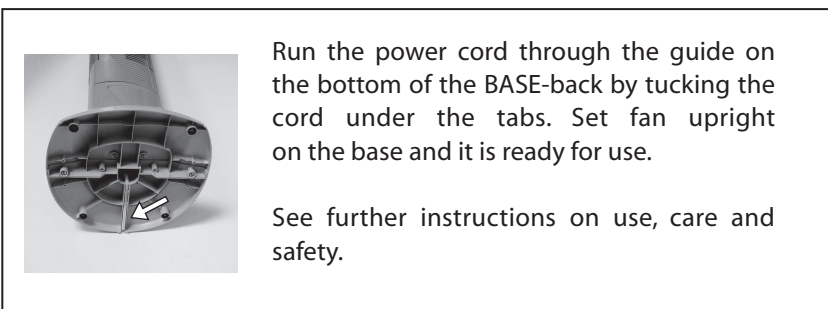 Run the power cord through the guide on
the bottom of the BASE-back by tucking the
cord under the tabs. Set fan upright
on the base and it is ready for use.
See further instructions on use, care and
safety.